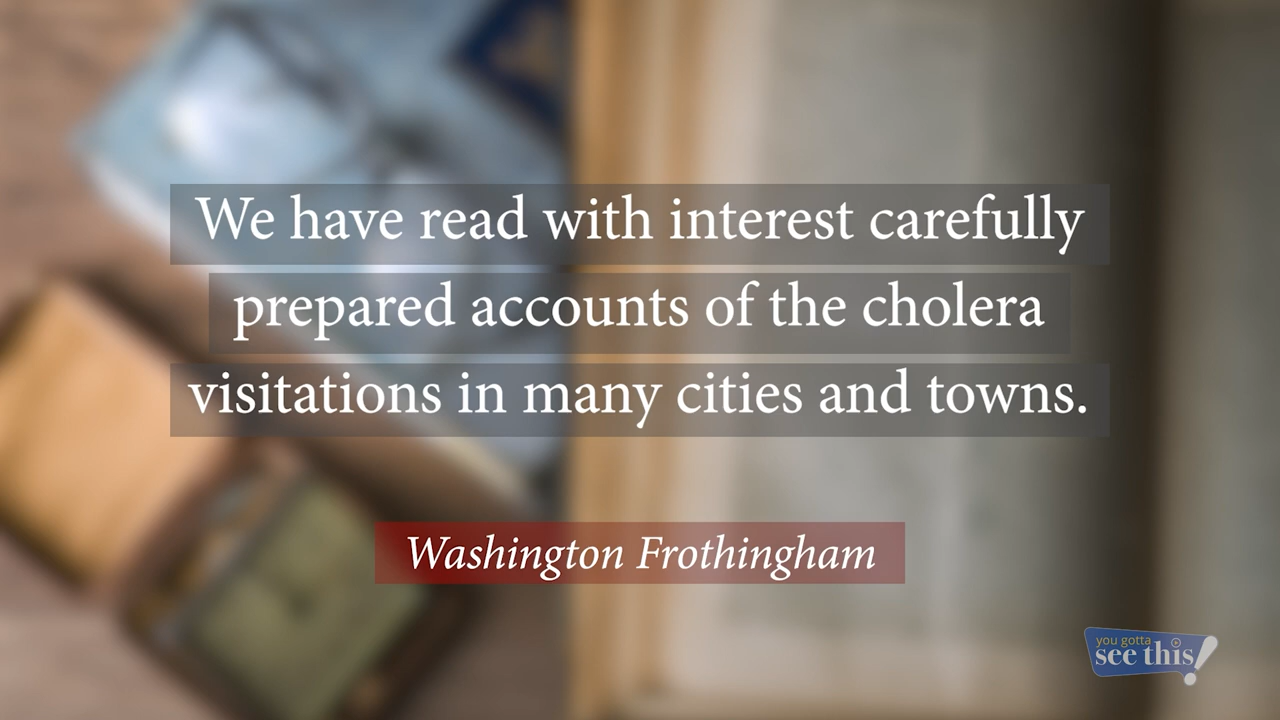 We have read with interest carefully
prepared accounts of the cholera
visitations in many cities and towns.
Washington Frothingham
you gotta
see this!